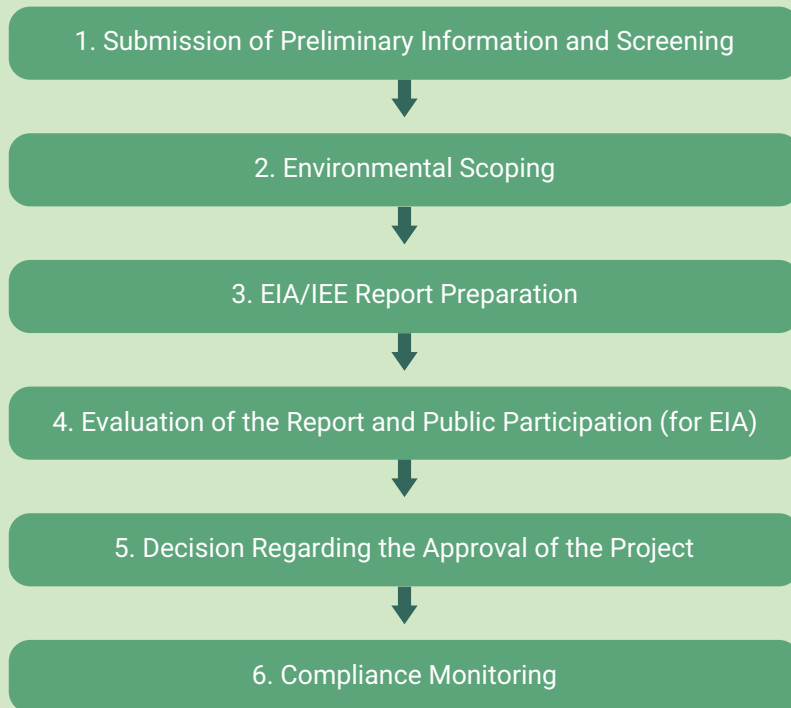 1. Submission of Preliminary Information and Screening
2. Environmental Scoping
3. EIA/IEE Report Preparation
4. Evaluation of the Report and Public Participation (for EIA)
5. Decision Regarding the Approval of the Project
6. Compliance Monitoring